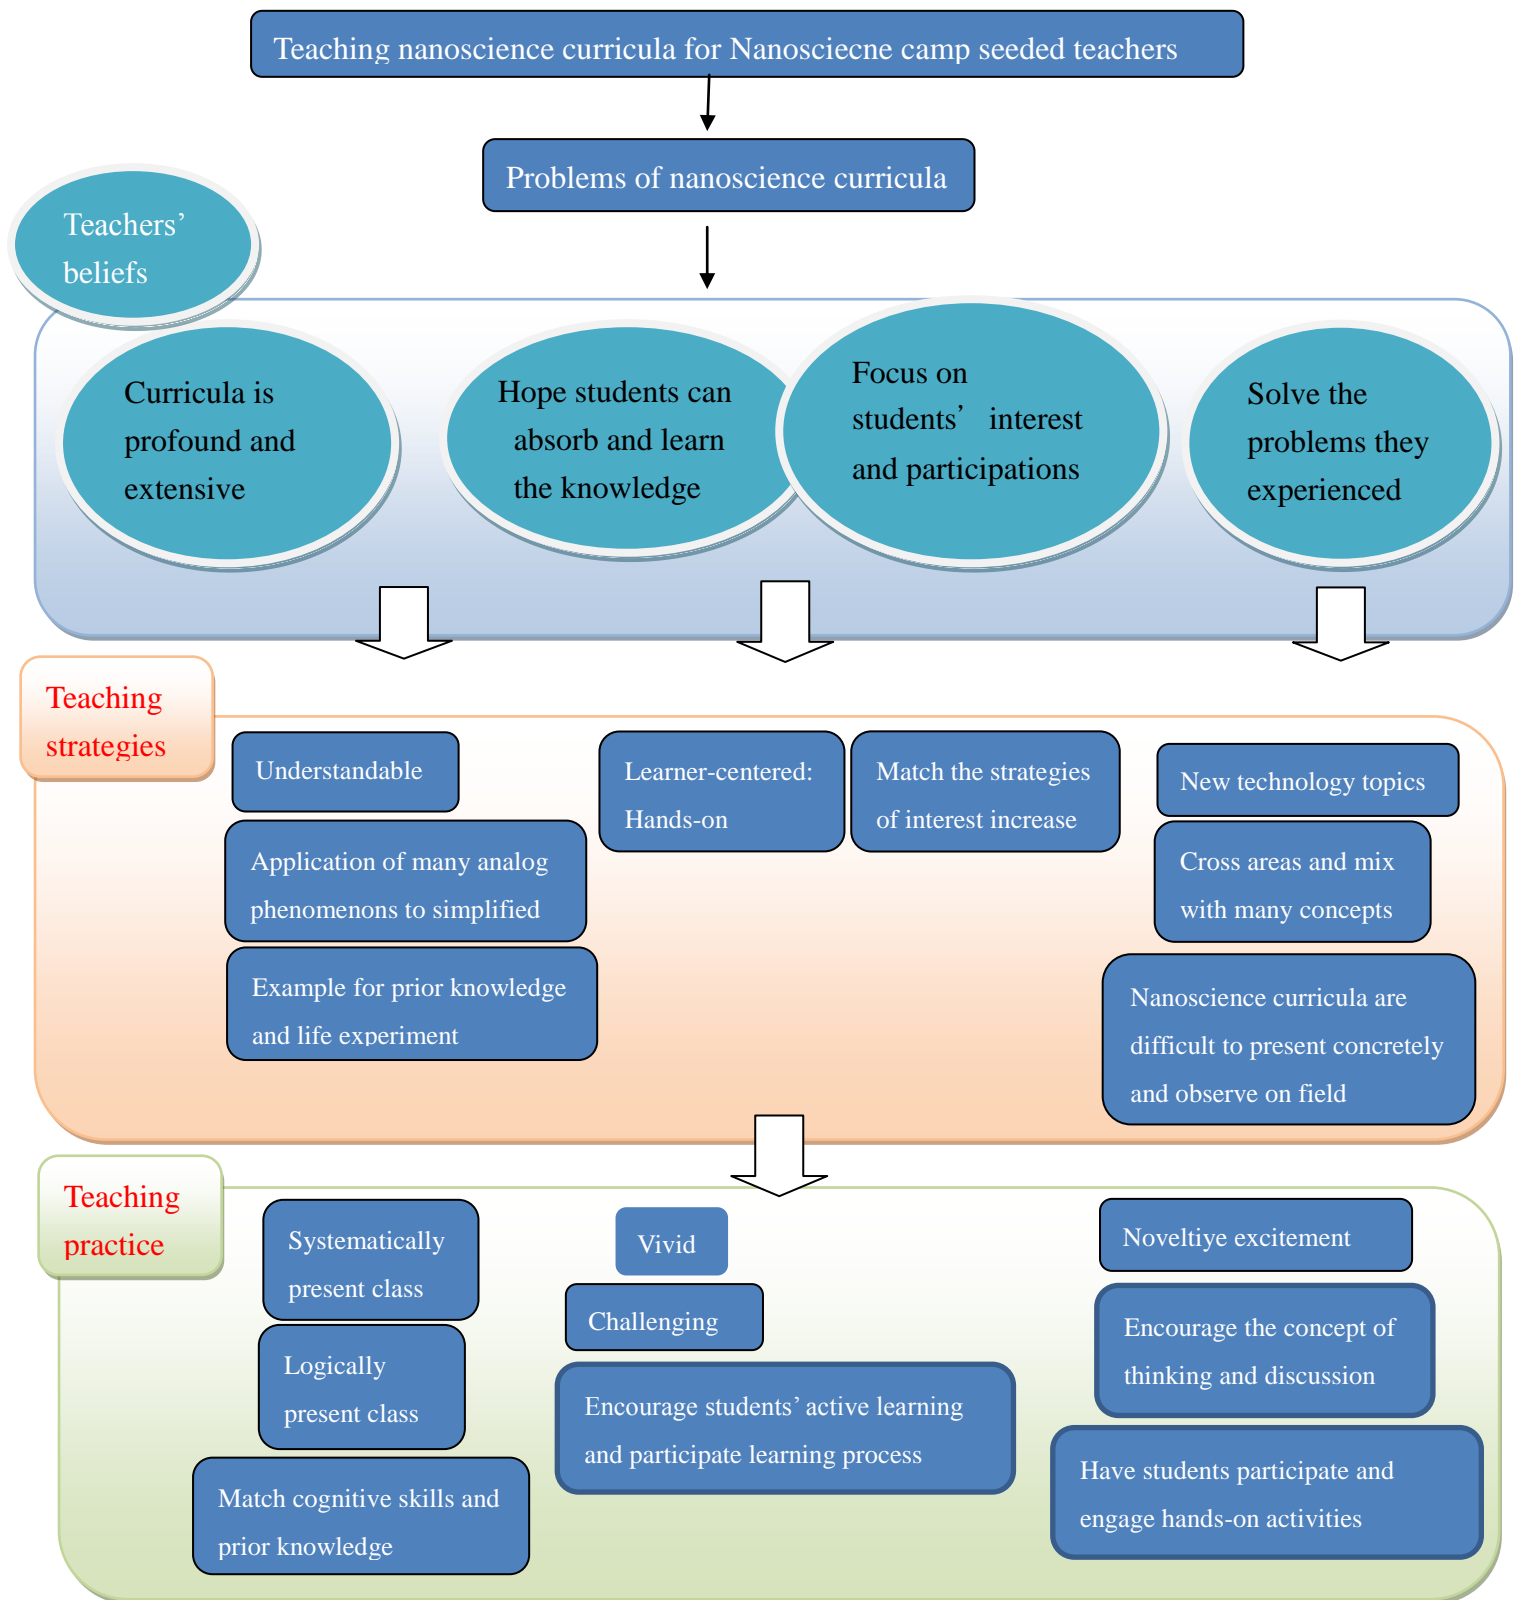 Teaching nanoscience curricula for Nanosciecne camp seeded teachers
Problems of nanoscience curricula
Teachers’
beliefs
Curricula is
profound and
extensive
Hope students can
absorb and learn
the knowledge
Focus on
students’ interest
and participations
Solve the
problems they
experienced
Teaching
strategies
Understandable
Application of many analog
phenomenons to simplified
Example for prior knowledge
and life experiment
Learner-centered:
Hands-on
Match the strategies
of interest increase
New technology topics
Cross areas and mix
with many concepts
Nanoscience curricula are
difficult to present concretely
and observe on field
Teaching
practice
Systematically
present class
Logically
present class
Match cognitive skills and
prior knowledge
Vivid
Challenging
Encourage students’ active learning
and participate learning process
Noveltiye excitement
Encourage the concept of
thinking and discussion
Have students participate and
engage hands-on activities